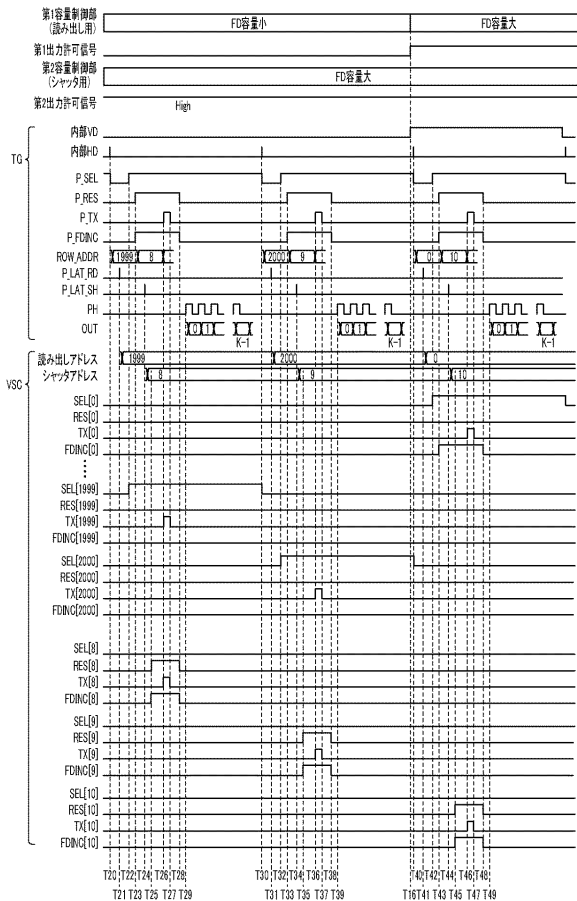 第1容量制御部
(読み出し用)
FD容量小
FD容量大
第1出力許可信号
第2容量制御部
(シャッタ用)
FD容量大
第2出力許可信号
High
TG
内部VD
内部HD
P_SEL
P_RES
P_TX
P_FDINC
ROW_ADDR
1999
8
2000
9
0
10
P_LAT_RD
P_LAT_SH
PH
OUT
0
1
K-1
0
1
K-1
0
1
K-1
VSC
読み出しアドレス
1999
2000
0
シャッタアドレス
8
9
10
SEL[0]
RES[0]
TX[0]
FDINC[0]
SEL[1999]
RES[1999]
TX[1999]
FDINC[1999]
SEL[2000]
RES[2000]
TX[2000]
FDINC[2000]
SEL[8]
RES[8]
TX[8]
FDINC[8]
SEL[9]
RES[9]
TX[9]
FDINC[9]
SEL[10]
RES[10]
TX[10]
FDINC[10]
T20 T22 T24 T26 T28 T30 T32 T34 T36 T38 T40 T42 T44 T46 T48
T21 T23 T25 T27 T29 T31 T33 T35 T37 T39 T16 T41 T43 T45 T47 T49